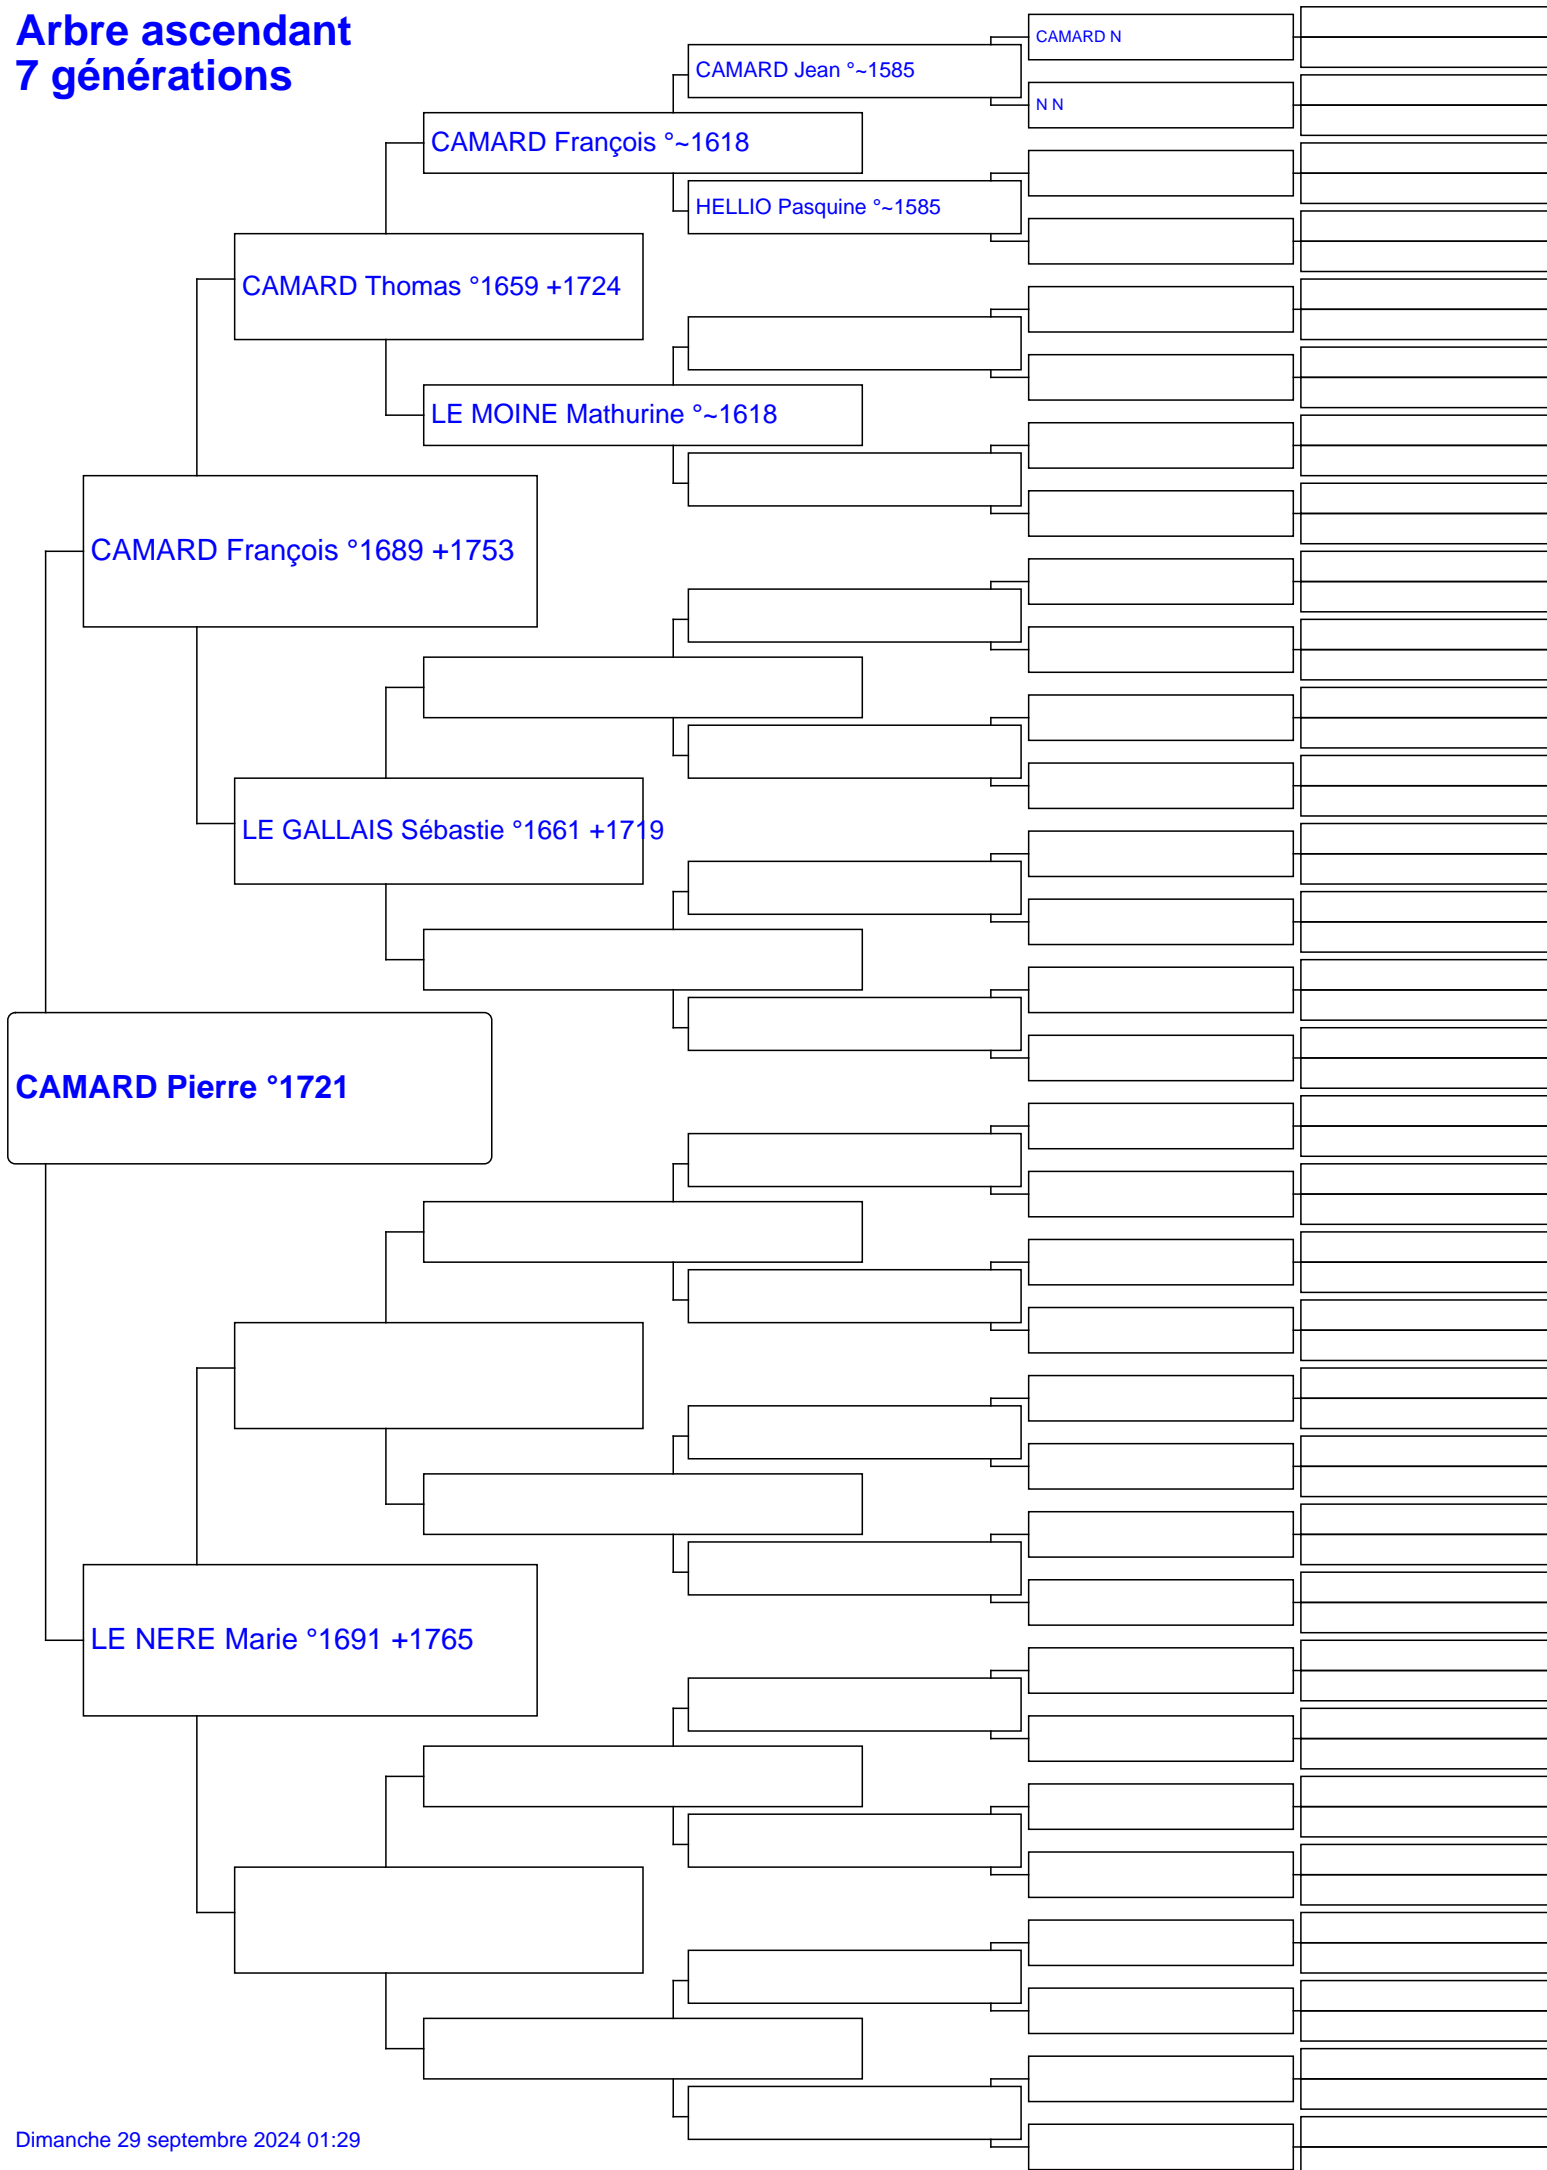 Arbre ascendant
7 générations
CAMARD N
CAMARD Jean °~1585
N N
CAMARD François °~1618
HELLIO Pasquine °~1585
CAMARD Thomas °1659 +1724
LE MOINE Mathurine °~1618
CAMARD François °1689 +1753
LE GALLAIS Sébastie °1661 +1719
CAMARD Pierre °1721
LE NERE Marie °1691 +1765
Dimanche 29 septembre 2024 01:29